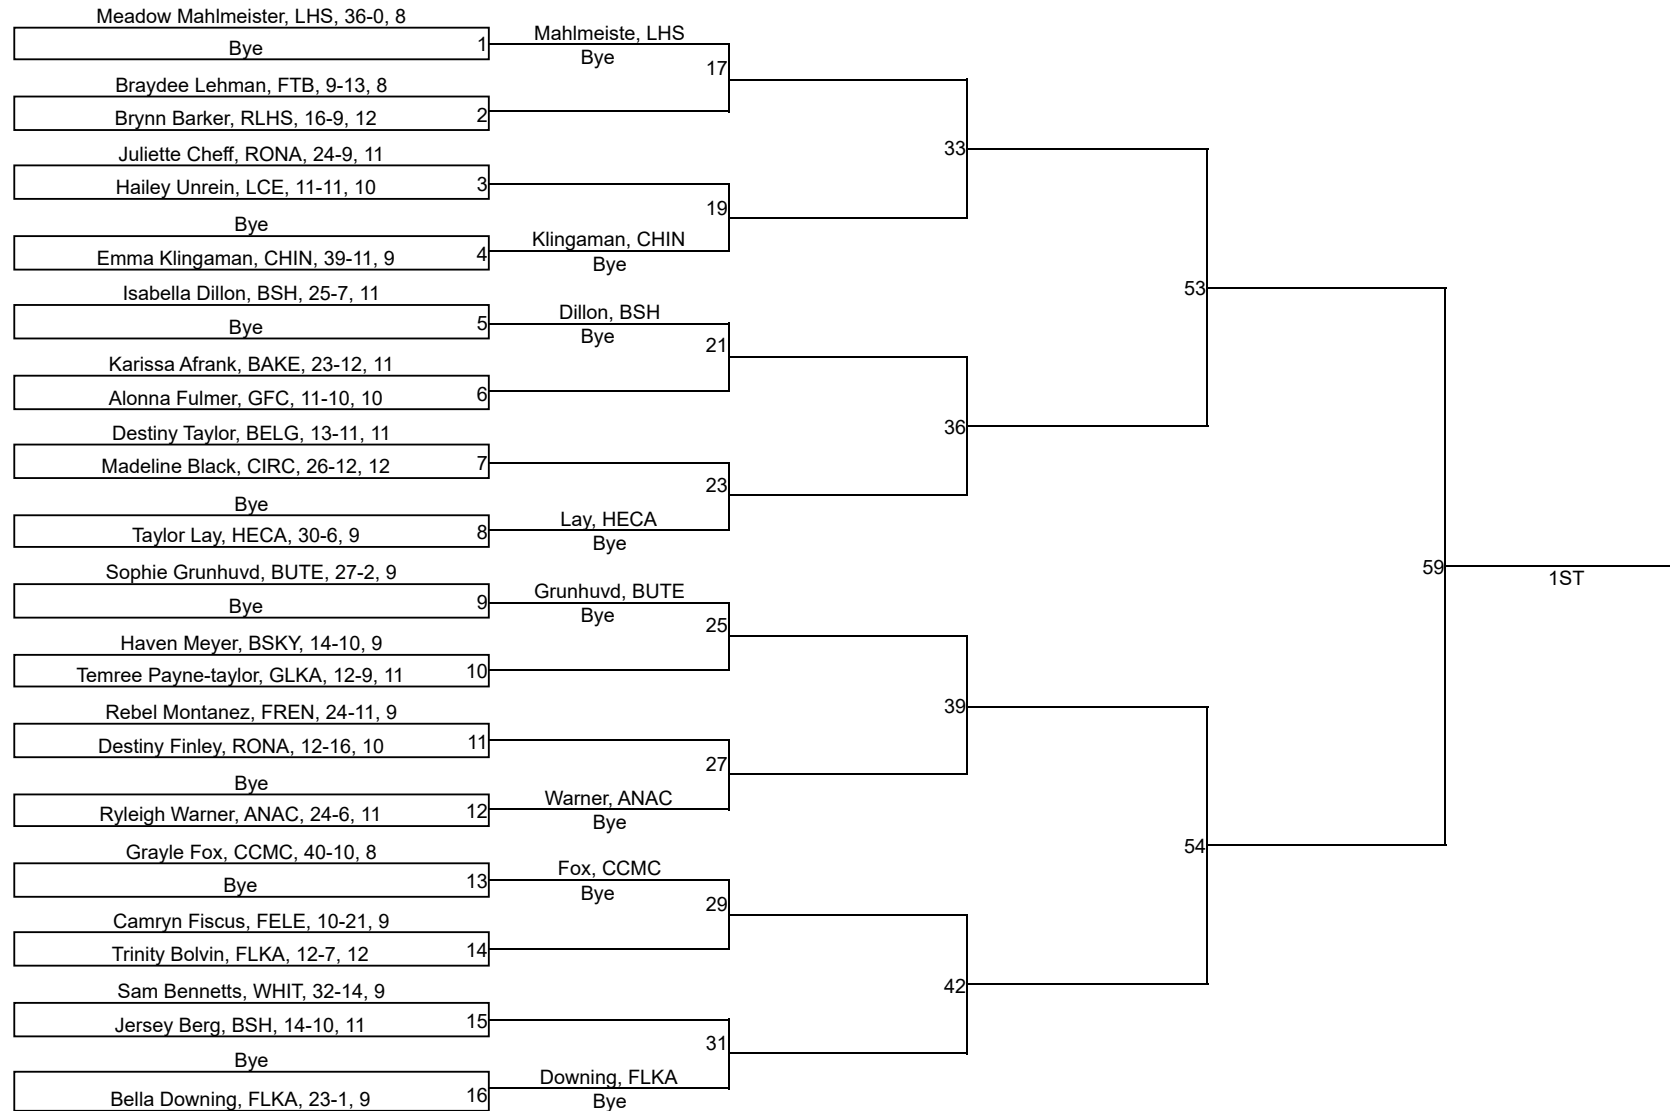 Meadow Mahlmeister, LHS, 36-0, 8
Bye
1
Mahlmeiste, LHS
Bye
17
Braydee Lehman, FTB, 9-13, 8
Brynn Barker, RLHS, 16-9, 12
2
33
Juliette Cheff, RONA, 24-9, 11
Hailey Unrein, LCE, 11-11, 10
3
19
Bye
Emma Klingaman, CHIN, 39-11, 9
4
Klingaman, CHIN
Bye
53
Isabella Dillon, BSH, 25-7, 11
Bye
5
Dillon, BSH
Bye
21
Karissa Afrank, BAKE, 23-12, 11
Alonna Fulmer, GFC, 11-10, 10
6
36
Destiny Taylor, BELG, 13-11, 11
Madeline Black, CIRC, 26-12, 12
7
23
Bye
Taylor Lay, HECA, 30-6, 9
8
Lay, HECA
Bye
59
1ST
Sophie Grunhuvd, BUTE, 27-2, 9
Bye
9
Grunhuvd, BUTE
Bye
25
Haven Meyer, BSKY, 14-10, 9
Temree Payne-taylor, GLKA, 12-9, 11
10
39
Rebel Montanez, FREN, 24-11, 9
Destiny Finley, RONA, 12-16, 10
11
27
Bye
Ryleigh Warner, ANAC, 24-6, 11
12
Warner, ANAC
Bye
54
Grayle Fox, CCMC, 40-10, 8
Bye
13
Fox, CCMC
Bye
29
Camryn Fiscus, FELE, 10-21, 9
Trinity Bolvin, FLKA, 12-7, 12
14
42
Sam Bennetts, WHIT, 32-14, 9
Jersey Berg, BSH, 14-10, 11
15
31
Bye
Bella Downing, FLKA, 23-1, 9
16
Downing, FLKA
Bye